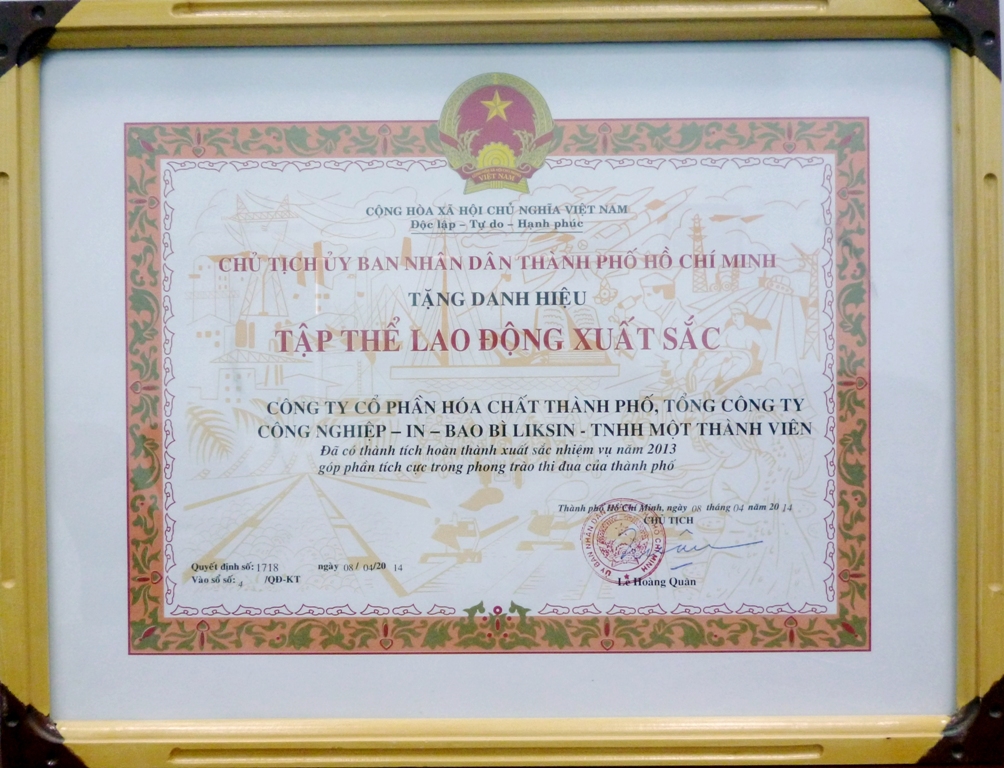 VIỆT NAM
CỘNG HÒA XÃ HỘI CHỦ NGHĨA VIỆT NAM
Độc lập – Tự do – Hạnh phúc
CHỦ TỊCH ỦY BAN NHÂN DÂN THÀNH PHỐ HỒ CHÍ MINH
TẶNG DANH HIỆU
TẬP THỂ LAO ĐỘNG XUẤT SẮC
CÔNG TY CỔ PHẦN HÓA CHẤT THÀNH PHỐ, TỔNG CÔNG TY
CÔNG NGHIỆP – IN – BAO BÌ LIKSIN - TNHH MỘT THÀNH VIÊN
Đã có thành tích hoàn thành xuất sắc nhiệm vụ năm 2013
góp phần tích cực trong phong trào thi đua của thành phố
Thành phố Hồ Chí Minh, ngày 08 tháng 04 năm 2014
CHỦ TỊCH
Lê Hoàng Quân
Quyết định số: 1718 ngày 08/04/2014
Vào sổ số: 4 /QĐ-KT